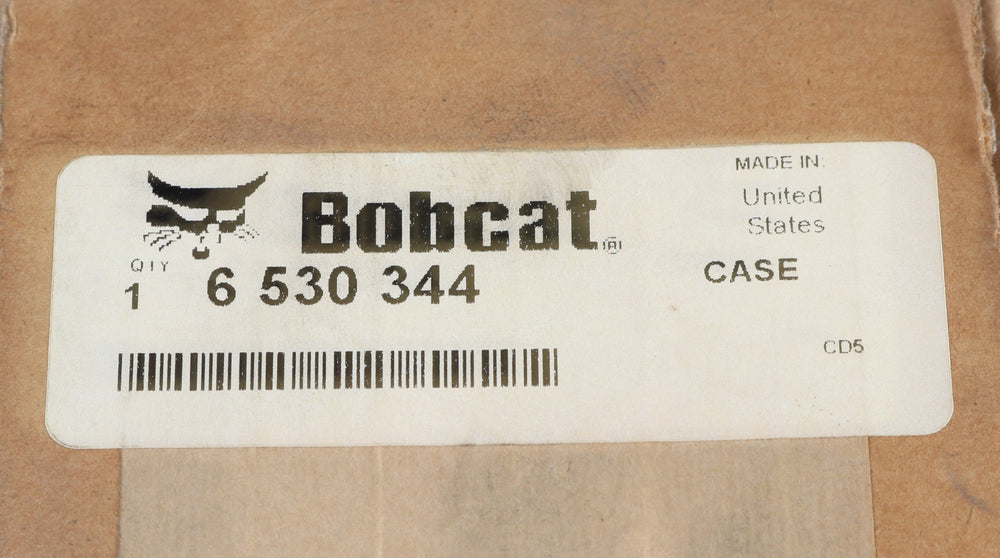 MADE IN:
United
States
Bobcat®
QTY
1 6 530 344
CASE
CD5